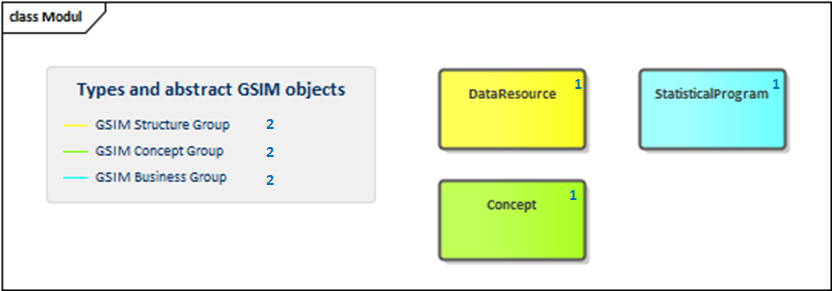 class Modul
Types and abstract GSIM objects
GSIM Structure Group 2
GSIM Concept Group 2
GSIM Business Group 2
DataResource 1
StatisticalProgram 1
Concept 1